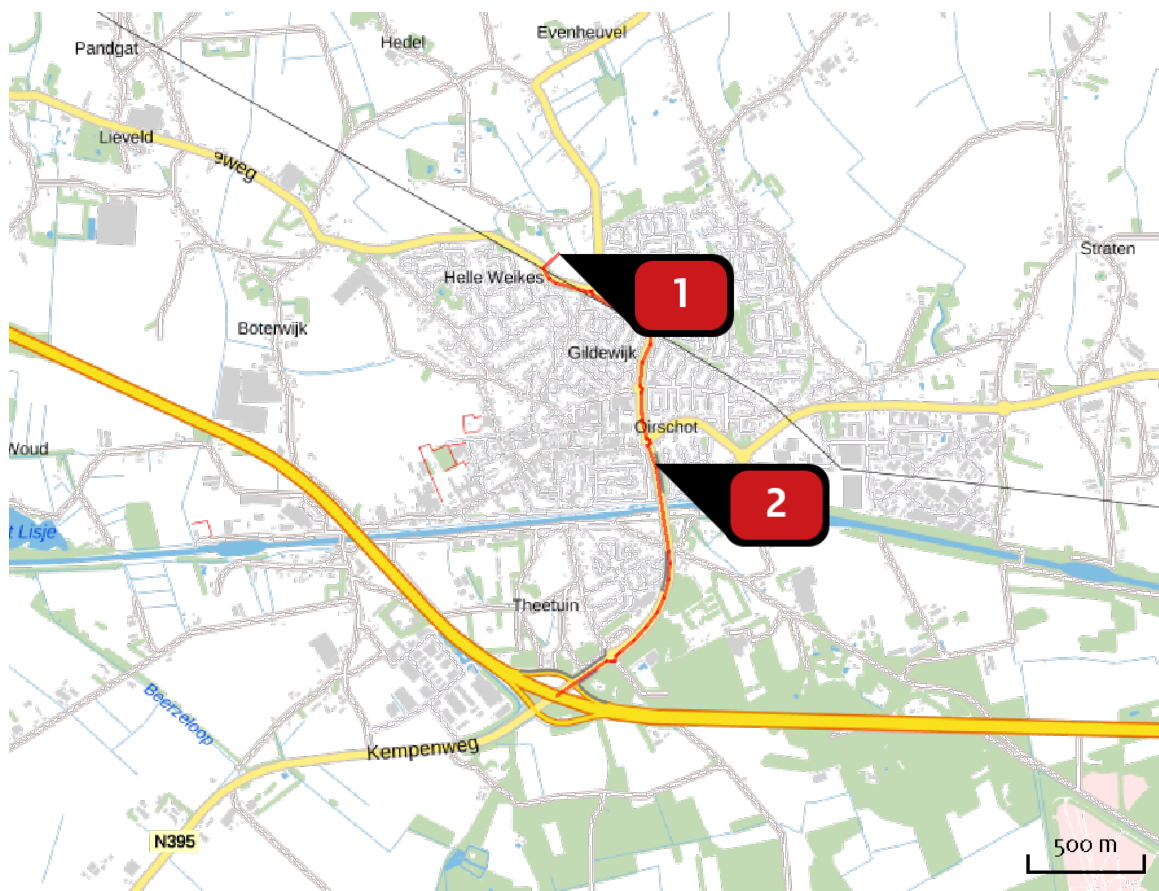 Evenheuvel
Hedel
Pandgat
Lieveld
eweg
Straten
Helle Weikes
1
Boterwijk
Gildewijk
Oirschot
Woud
2
t Lisje
Theetuin
Beerzeloop
Kempenweg
N395
500 m